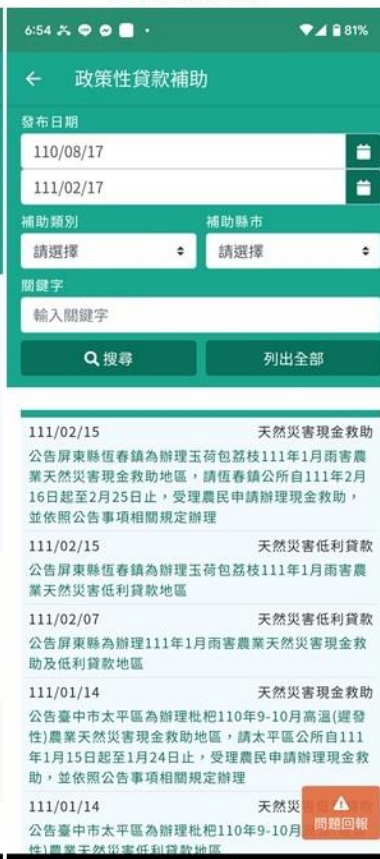 6:54
81%
政策性貸款補助
發布日期
110/08/17
111/02/17
補助類別
補助縣市
請選擇
請選擇
關鍵字
輸入關鍵字
搜尋
列出全部
111/02/15 天然災害現金救助
公告屏東縣恆春鎮為辦理玉荷包荔枝111年1月雨害農
業天然災害現金救助地區，請恆春鎮公所自111年2月
16日起至2月25日止，受理農民申請辦理現金救助，
並依照公告事項相關規定辦理
111/02/15 天然災害低利貸款
公告屏東縣恆春鎮為辦理玉荷包荔枝111年1月雨害農
業天然災害低利貸款地區
111/02/07 天然災害低利貸款
公告屏東縣為辦理111年1月雨害農業天然災害現金救
助及低利貸款地區
111/01/14 天然災害現金救助
公告臺中市太平區為辦理枇杷110年9-10月高溫(遲發
性)農業天然災害現金救助地區，請太平區公所自111
年1月15日起至1月24日止，受理農民申請辦理現金救
助，並依照公告事項相關規定辦理
111/01/14 天然災
公告臺中市太平區為辦理枇杷110年9-10月
性)農業天然災害低利貸款地區
問題回報